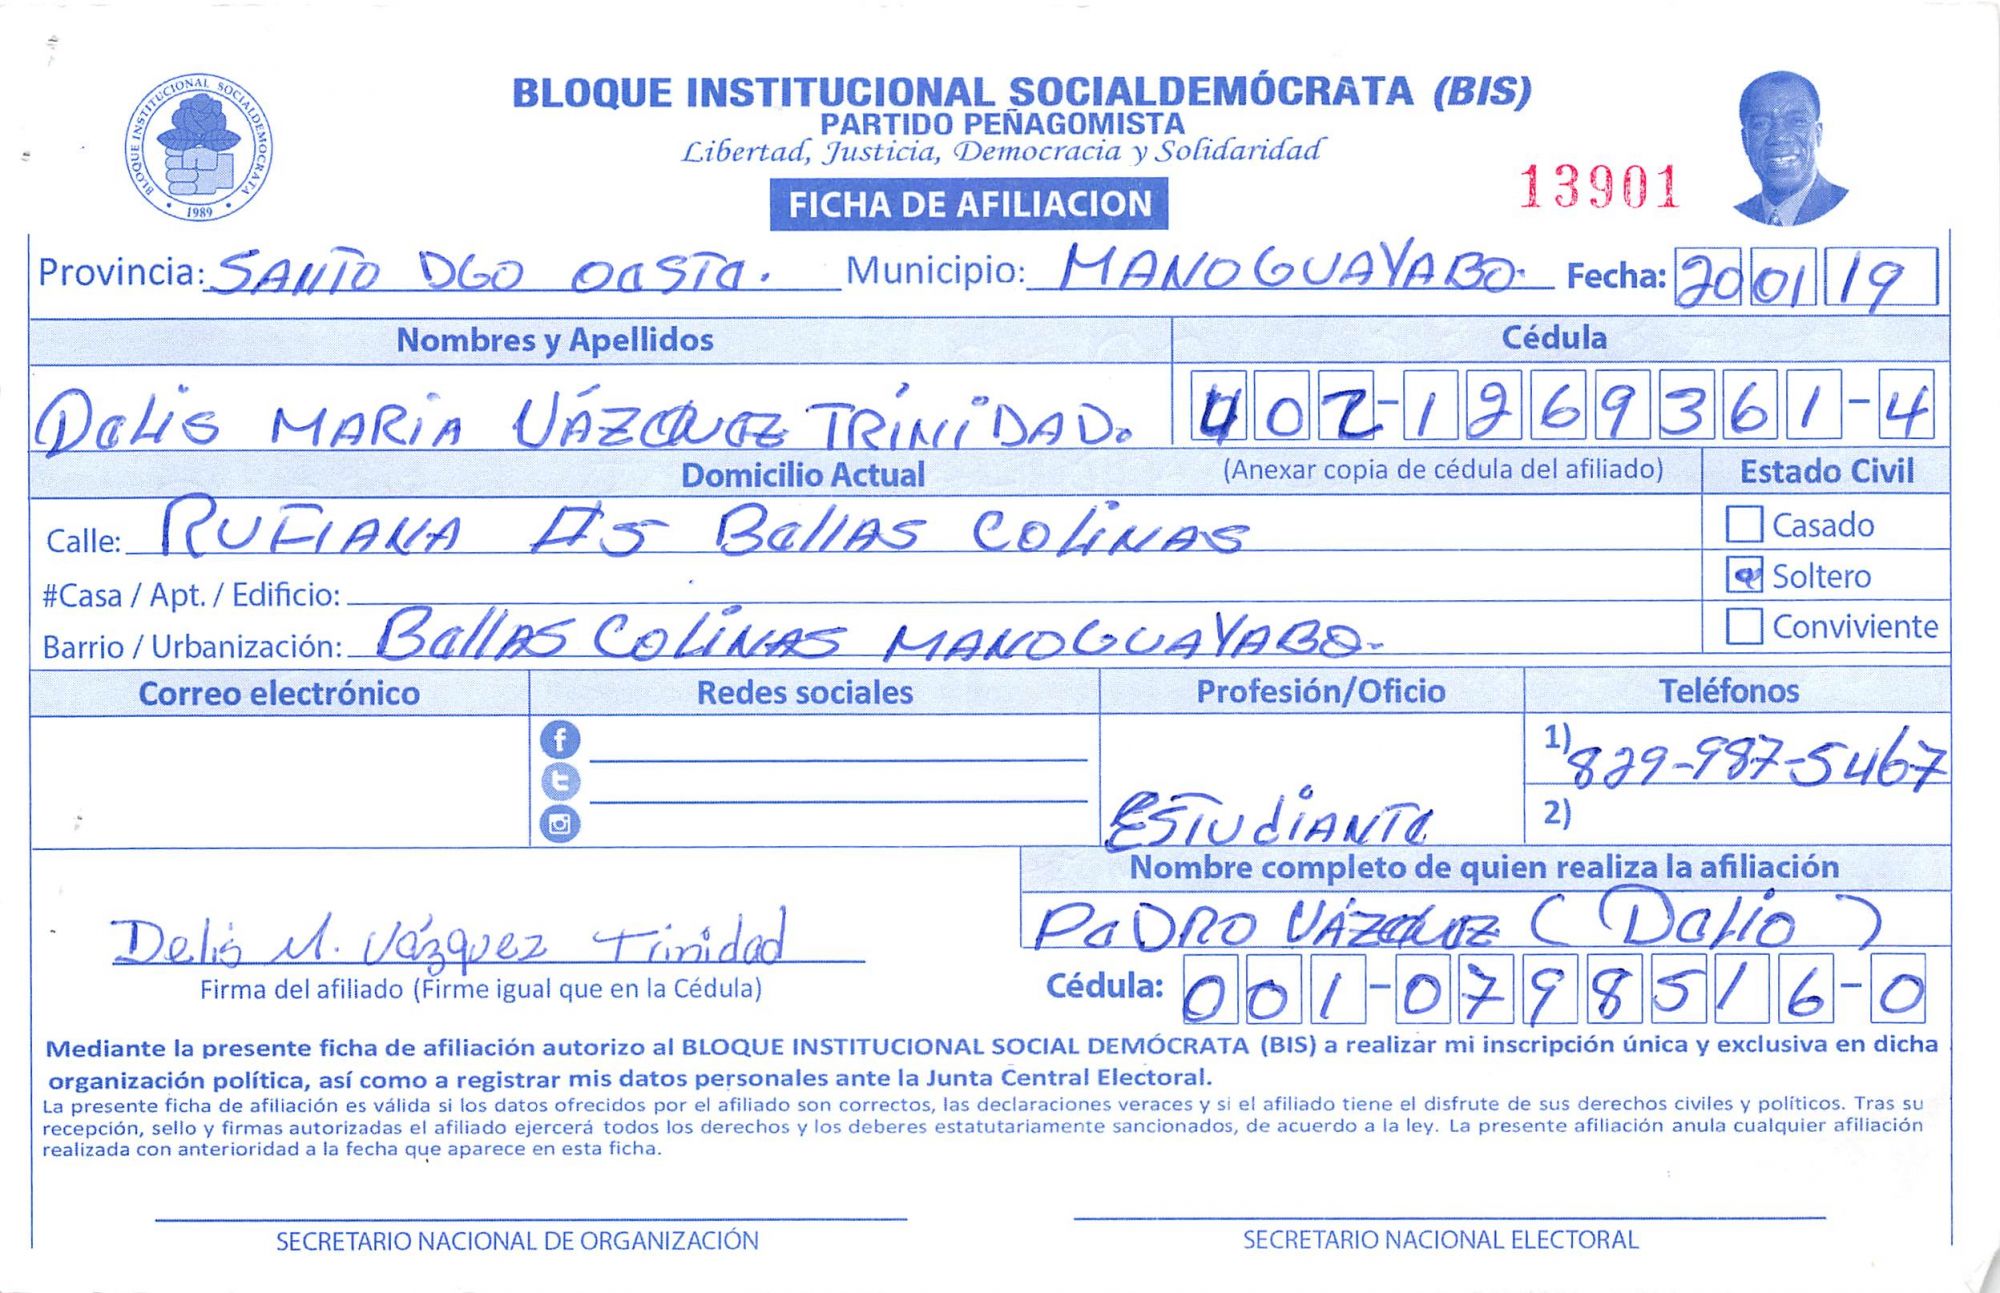 BLOQUE INSTITUCIONAL SOCIALDEMÓCRATA (BIS)
PARTIDO PEÑAGOMISTA
Libertad, Justicia, Democracia y Solidaridad
BLOQUE INSTITUCIONAL SOCIALDEMOCRATA
• 1989 •
FICHA DE AFILIACION
13901
Provincia: SANTO DGO OeSTe. Municipio: MANOGUAYABO. Fecha: 20 01 19
Nombres y Apellidos Cédula
DeLis MARiA VÁZQUeZ TRiNiDAD. 402-1269361-4
Domicilio Actual (Anexar copia de cédula del afiliado) Estado Civil
Calle: RUFIANA #5 BellAS COLiNAS
Casado
#Casa / Apt. / Edificio:
Soltero
Barrio / Urbanización: BellAS COLiNAS MANOGUAYABO.
Conviviente
Correo electrónico Redes sociales Profesión/Oficio Teléfonos
1) 829-987-5467
ESTUdiANTe
2)
Nombre completo de quien realiza la afiliación
PeDRO VÁZQUeZ (Delio)
Delis M. Vázquez Trinidad
Firma del afiliado (Firme igual que en la Cédula)
Cédula: 001-0798516-0
Mediante la presente ficha de afiliación autorizo al BLOQUE INSTITUCIONAL SOCIAL DEMÓCRATA (BIS) a realizar mi inscripción única y exclusiva en dicha
organización política, así como a registrar mis datos personales ante la Junta Central Electoral.
La presente ficha de afiliación es válida si los datos ofrecidos por el afiliado son correctos, las declaraciones veraces y si el afiliado tiene el disfrute de sus derechos civiles y políticos. Tras su
recepción, sello y firmas autorizadas el afiliado ejercerá todos los derechos y los deberes estatutariamente sancionados, de acuerdo a la ley. La presente afiliación anula cualquier afiliación
realizada con anterioridad a la fecha que aparece en esta ficha.
SECRETARIO NACIONAL DE ORGANIZACIÓN
SECRETARIO NACIONAL ELECTORAL